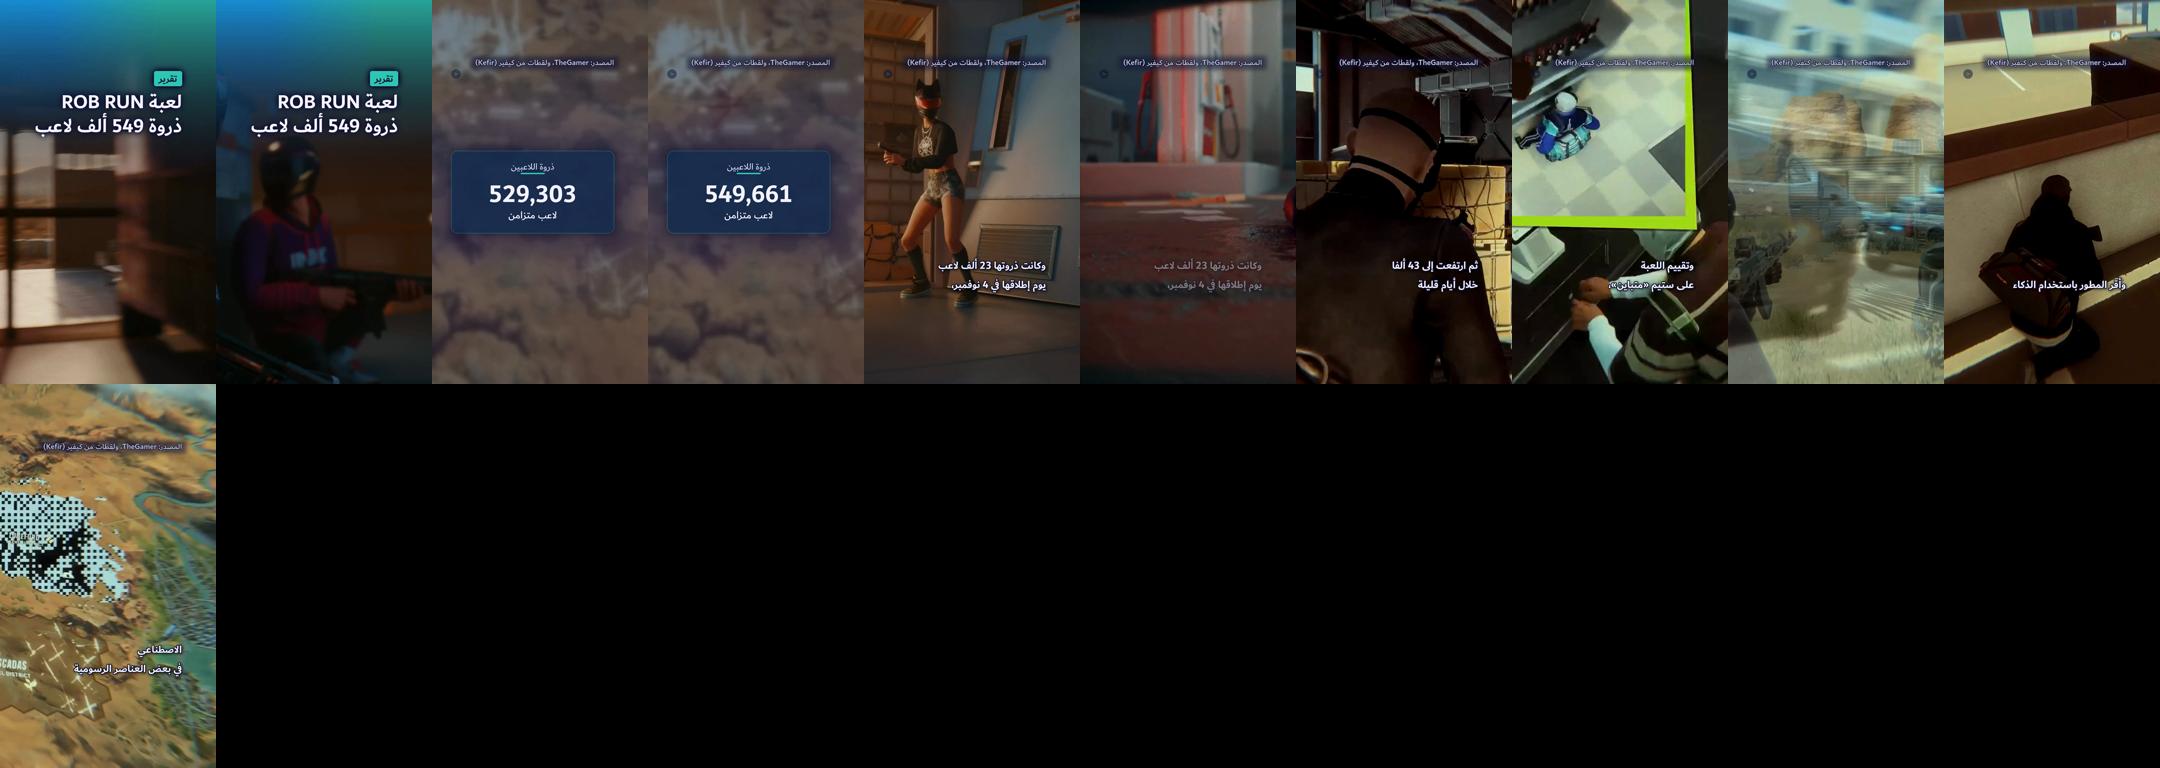 تقرير
لعبة ROB RUN
ذروة 549 ألف لاعب
تقرير
لعبة ROB RUN
ذروة 549 ألف لاعب
المصدر: TheGamer، ولقطات من كيفير (Kefir)
ذروة اللاعبين
529,303
لاعب متزامن
المصدر: TheGamer، ولقطات من كيفير (Kefir)
ذروة اللاعبين
549,661
لاعب متزامن
المصدر: TheGamer، ولقطات من كيفير (Kefir)
وكانت ذروتها 23 ألف لاعب
يوم إطلاقها في 4 نوفمبر،
المصدر: TheGamer، ولقطات من كيفير (Kefir)
وكانت ذروتها 23 ألف لاعب
يوم إطلاقها في 4 نوفمبر،
المصدر: TheGamer، ولقطات من كيفير (Kefir)
ثم ارتفعت إلى 43 ألفا
خلال أيام قليلة
المصدر: TheGamer، ولقطات من كيفير (Kefir)
وتقييم اللعبة
على ستيم «متباين»،
المصدر: TheGamer، ولقطات من كيفير (Kefir)
المصدر: TheGamer، ولقطات من كيفير (Kefir)
وأقر المطور باستخدام الذكاء
المصدر: TheGamer، ولقطات من كيفير (Kefir)
الاصطناعي
في بعض العناصر الرسومية